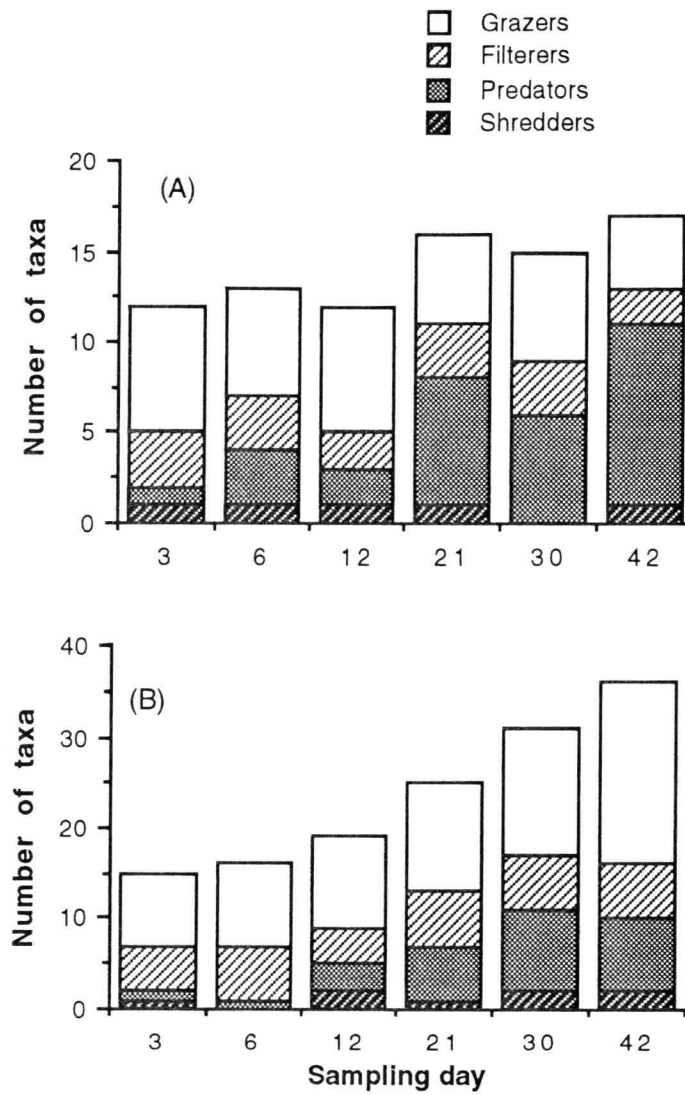 Grazers
Filterers
Predators
Shredders
(A)
Number of taxa
20
15
10
5
0
3 6 12 21 30 42
(B)
Number of taxa
40
30
20
10
0
3 6 12 21 30 42
Sampling day